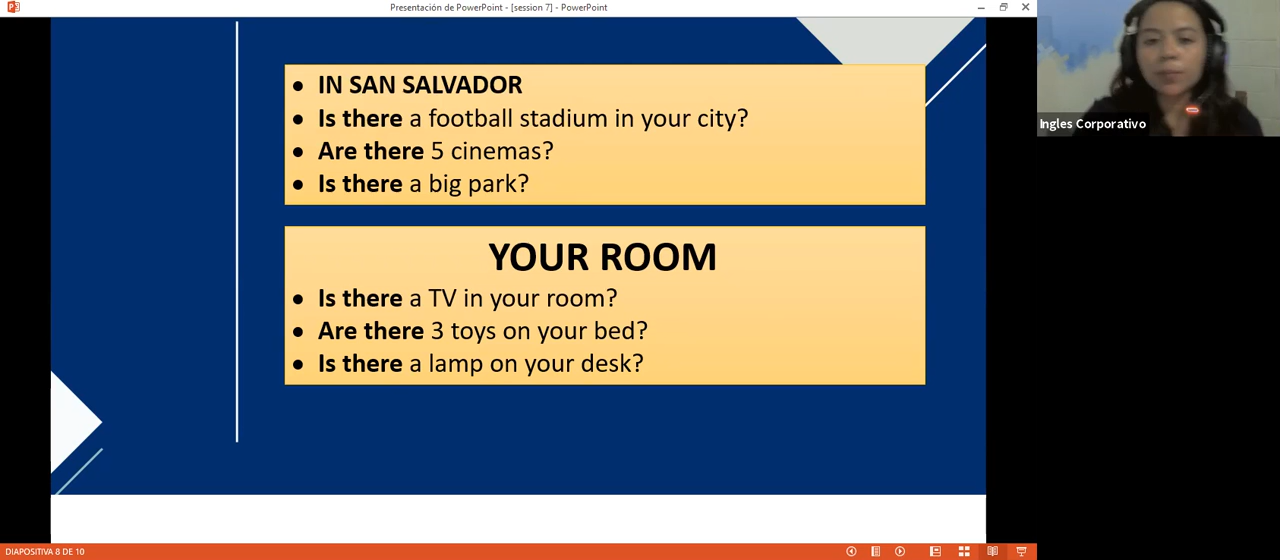 Presentación de PowerPoint - [session 7] - PowerPoint
IN SAN SALVADOR
Is there a football stadium in your city?
Are there 5 cinemas?
Is there a big park?
YOUR ROOM
Is there a TV in your room?
Are there 3 toys on your bed?
Is there a lamp on your desk?
Ingles Corporativo
DIAPOSITIVA 8 DE 10